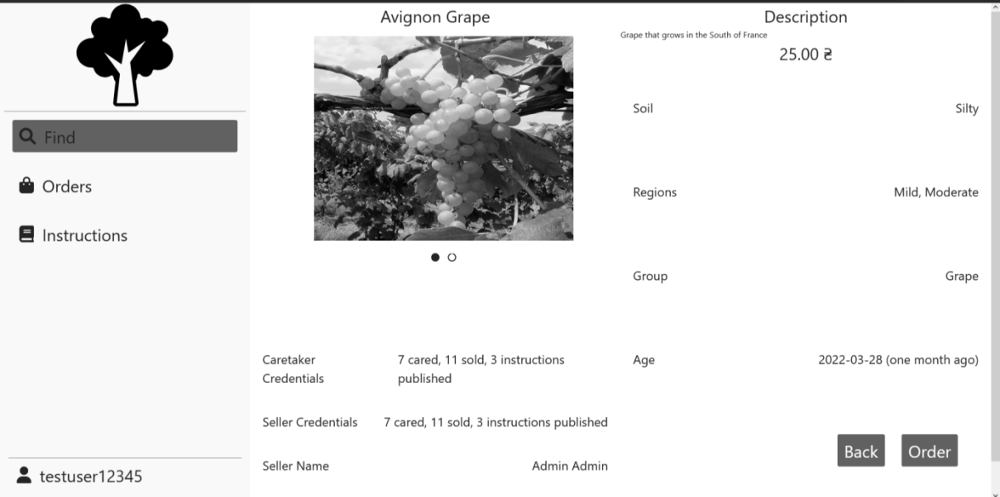 Find
Orders
Instructions
testuser12345
Avignon Grape
Caretaker Credentials
7 cared, 11 sold, 3 instructions published
Seller Credentials
7 cared, 11 sold, 3 instructions published
Seller Name
Admin Admin
Description
Grape that grows in the South of France
25.00 ₴
Soil
Silty
Regions
Mild, Moderate
Group
Grape
Age
2022-03-28 (one month ago)
Back
Order